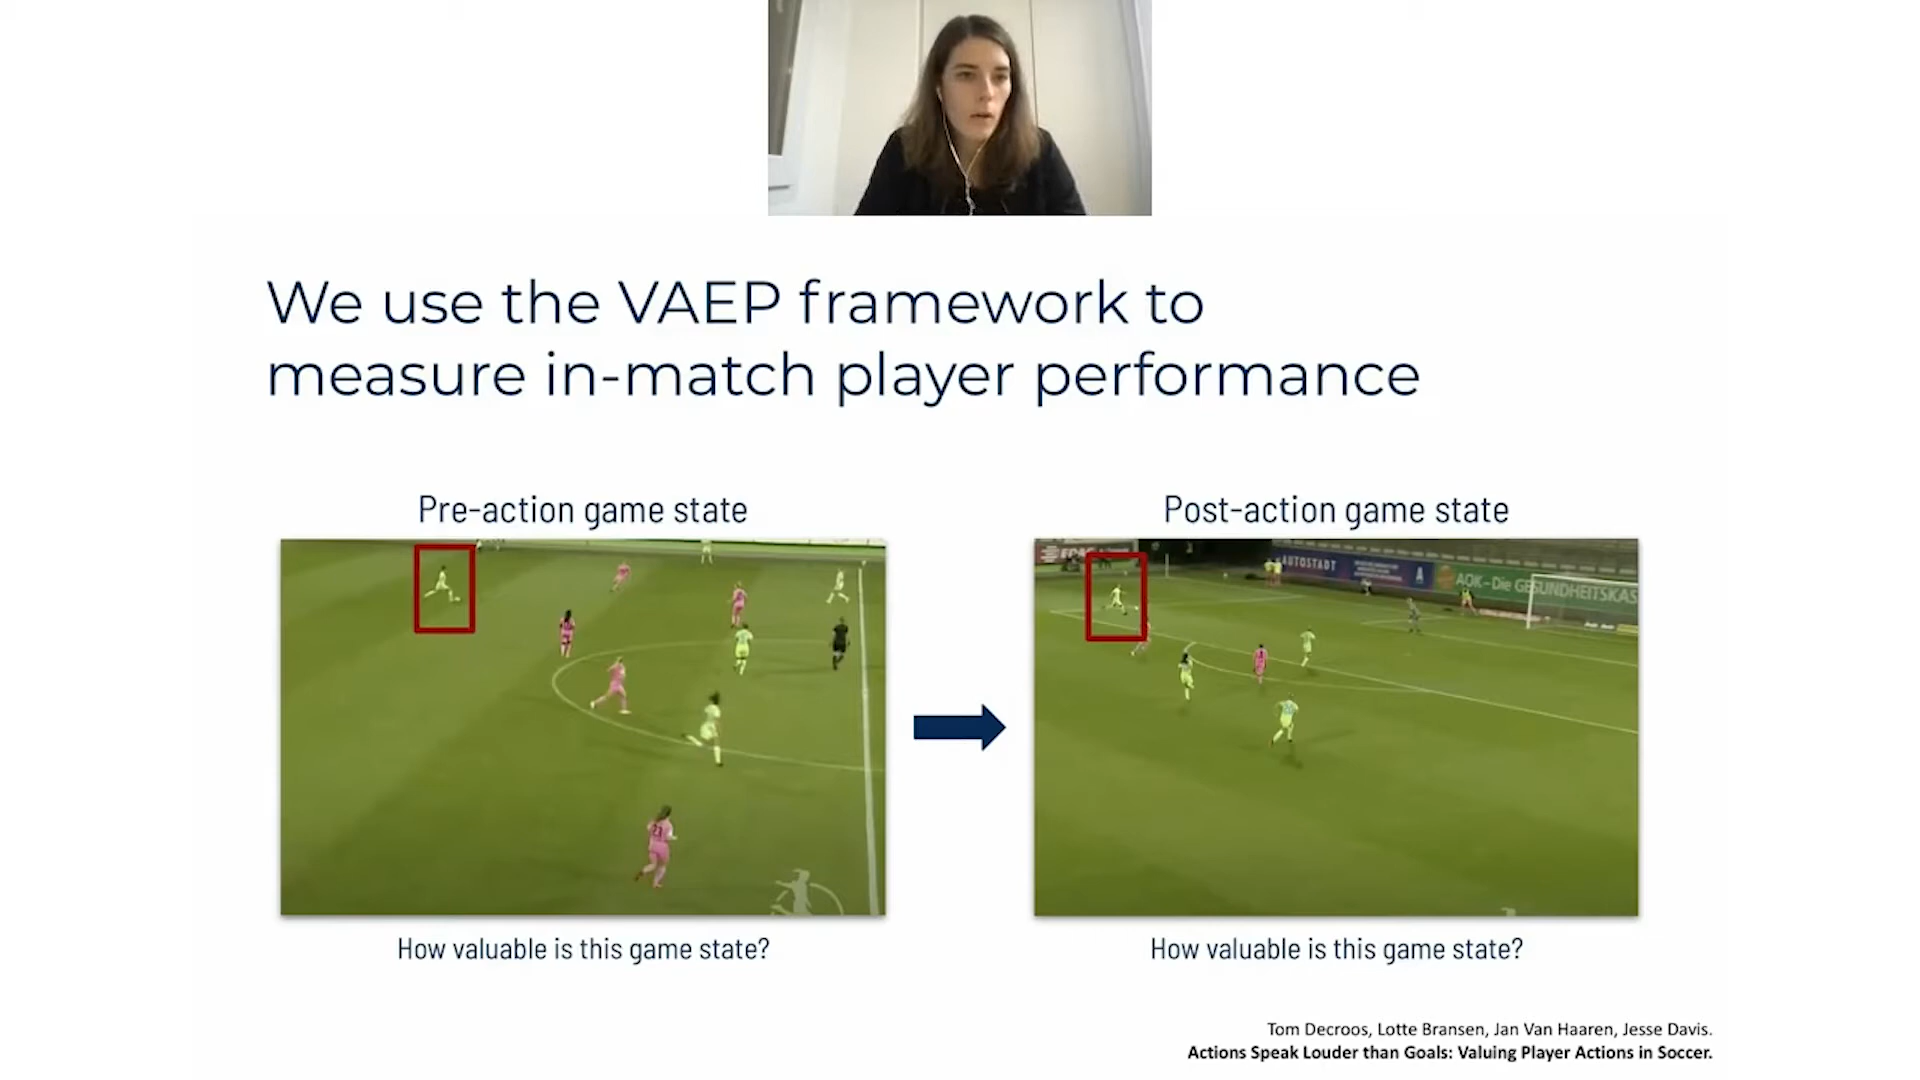 We use the VAEP framework to
measure in-match player performance
Pre-action game state
Post-action game state
23
AUTOSTADT
AOK - Die GESUNDHEITSKAS
How valuable is this game state?
How valuable is this game state?
Tom Decroos, Lotte Bransen, Jan Van Haaren, Jesse Davis.
Actions Speak Louder than Goals: Valuing Player Actions in Soccer.